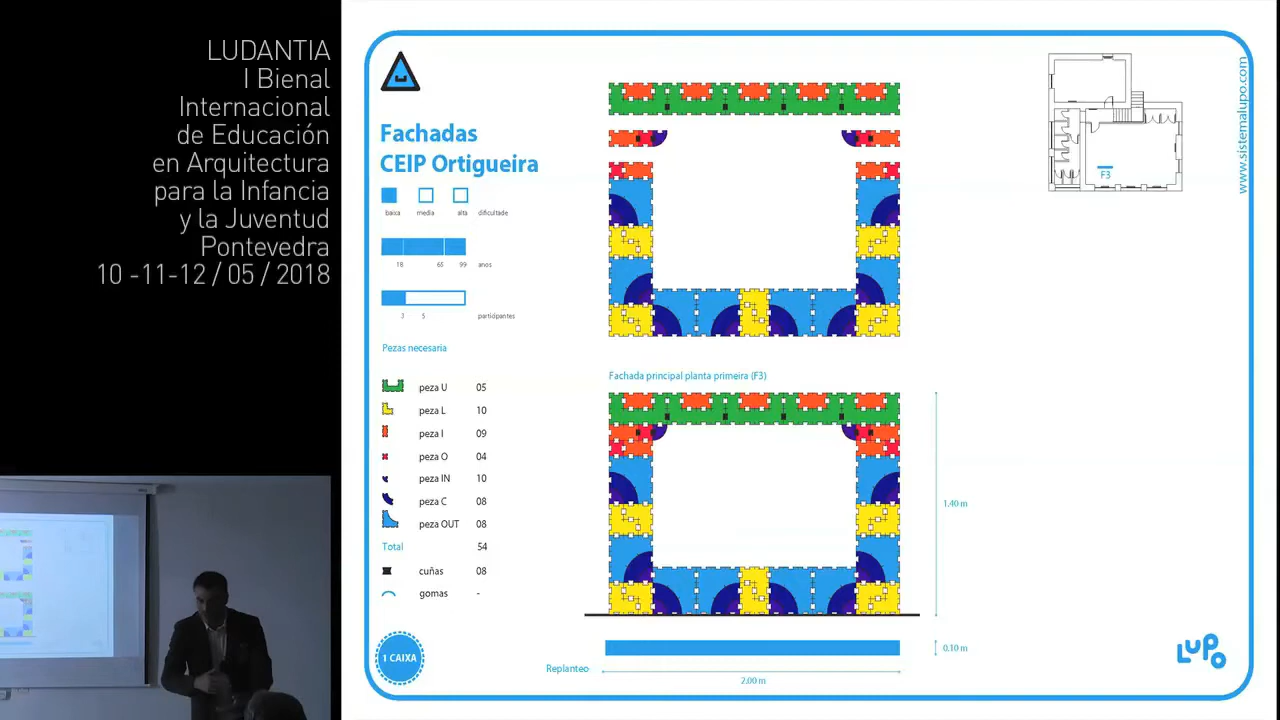 LUDANTIA
I Bienal
Internacional
de Educación
en Arquitectura
para la Infancia
y la Juventud
Pontevedra
10 -11-12 / 05 / 2018
Fachadas
CEIP Ortigueira
baixa media alta dificultade
18 65 99 anos
3 5 participantes
Pezas necesaria
peza U 05
peza L 10
peza I 09
peza O 04
peza IN 10
peza C 08
peza OUT 08
Total 54
cuñas 08
gomas -
1 CAIXA
Fachada principal planta primeira (F3)
1,40 m
0.10 m
Replanteo
2.00 m
F3
www.sistemalupo.com
LUPO